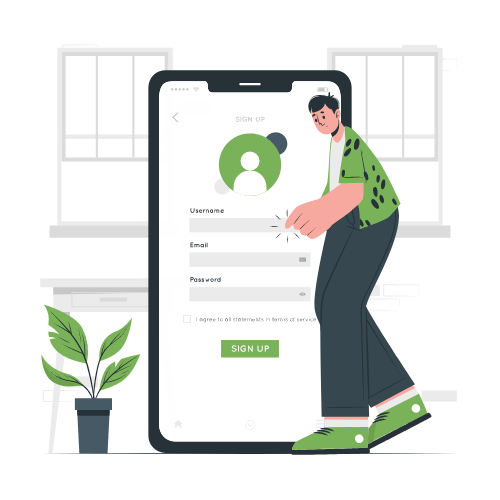 SIGN UP
Username
Email
Password
I agree to all statements in terms of service
SIGN UP